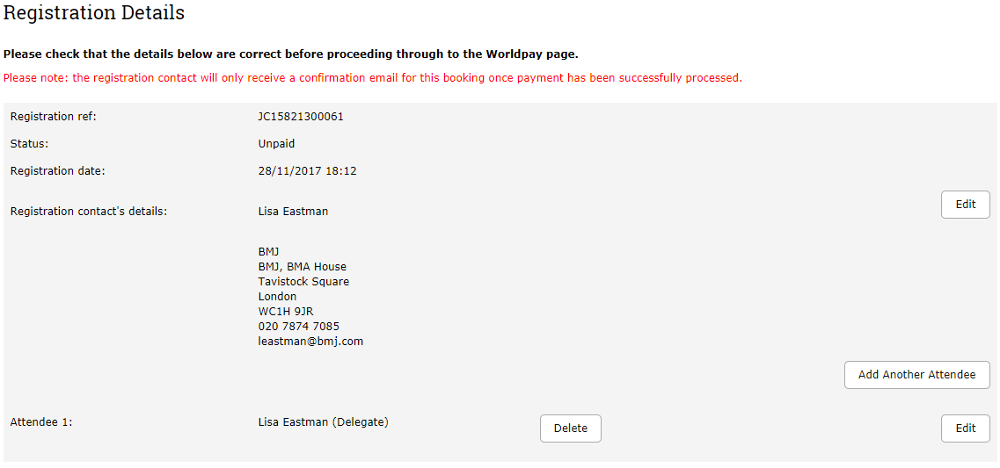 Registration Details
Please check that the details below are correct before proceeding through to the Worldpay page.
Please note: the registration contact will only receive a confirmation email for this booking once payment has been successfully processed.
Registration ref: JC15821300061
Status: Unpaid
Registration date: 28/11/2017 18:12
Edit
Registration contact's details: Lisa Eastman
BMJ
BMJ, BMA House
Tavistock Square
London
WC1H 9JR
020 7874 7085
leastman@bmj.com
Add Another Attendee
Attendee 1: Lisa Eastman (Delegate) Delete Edit